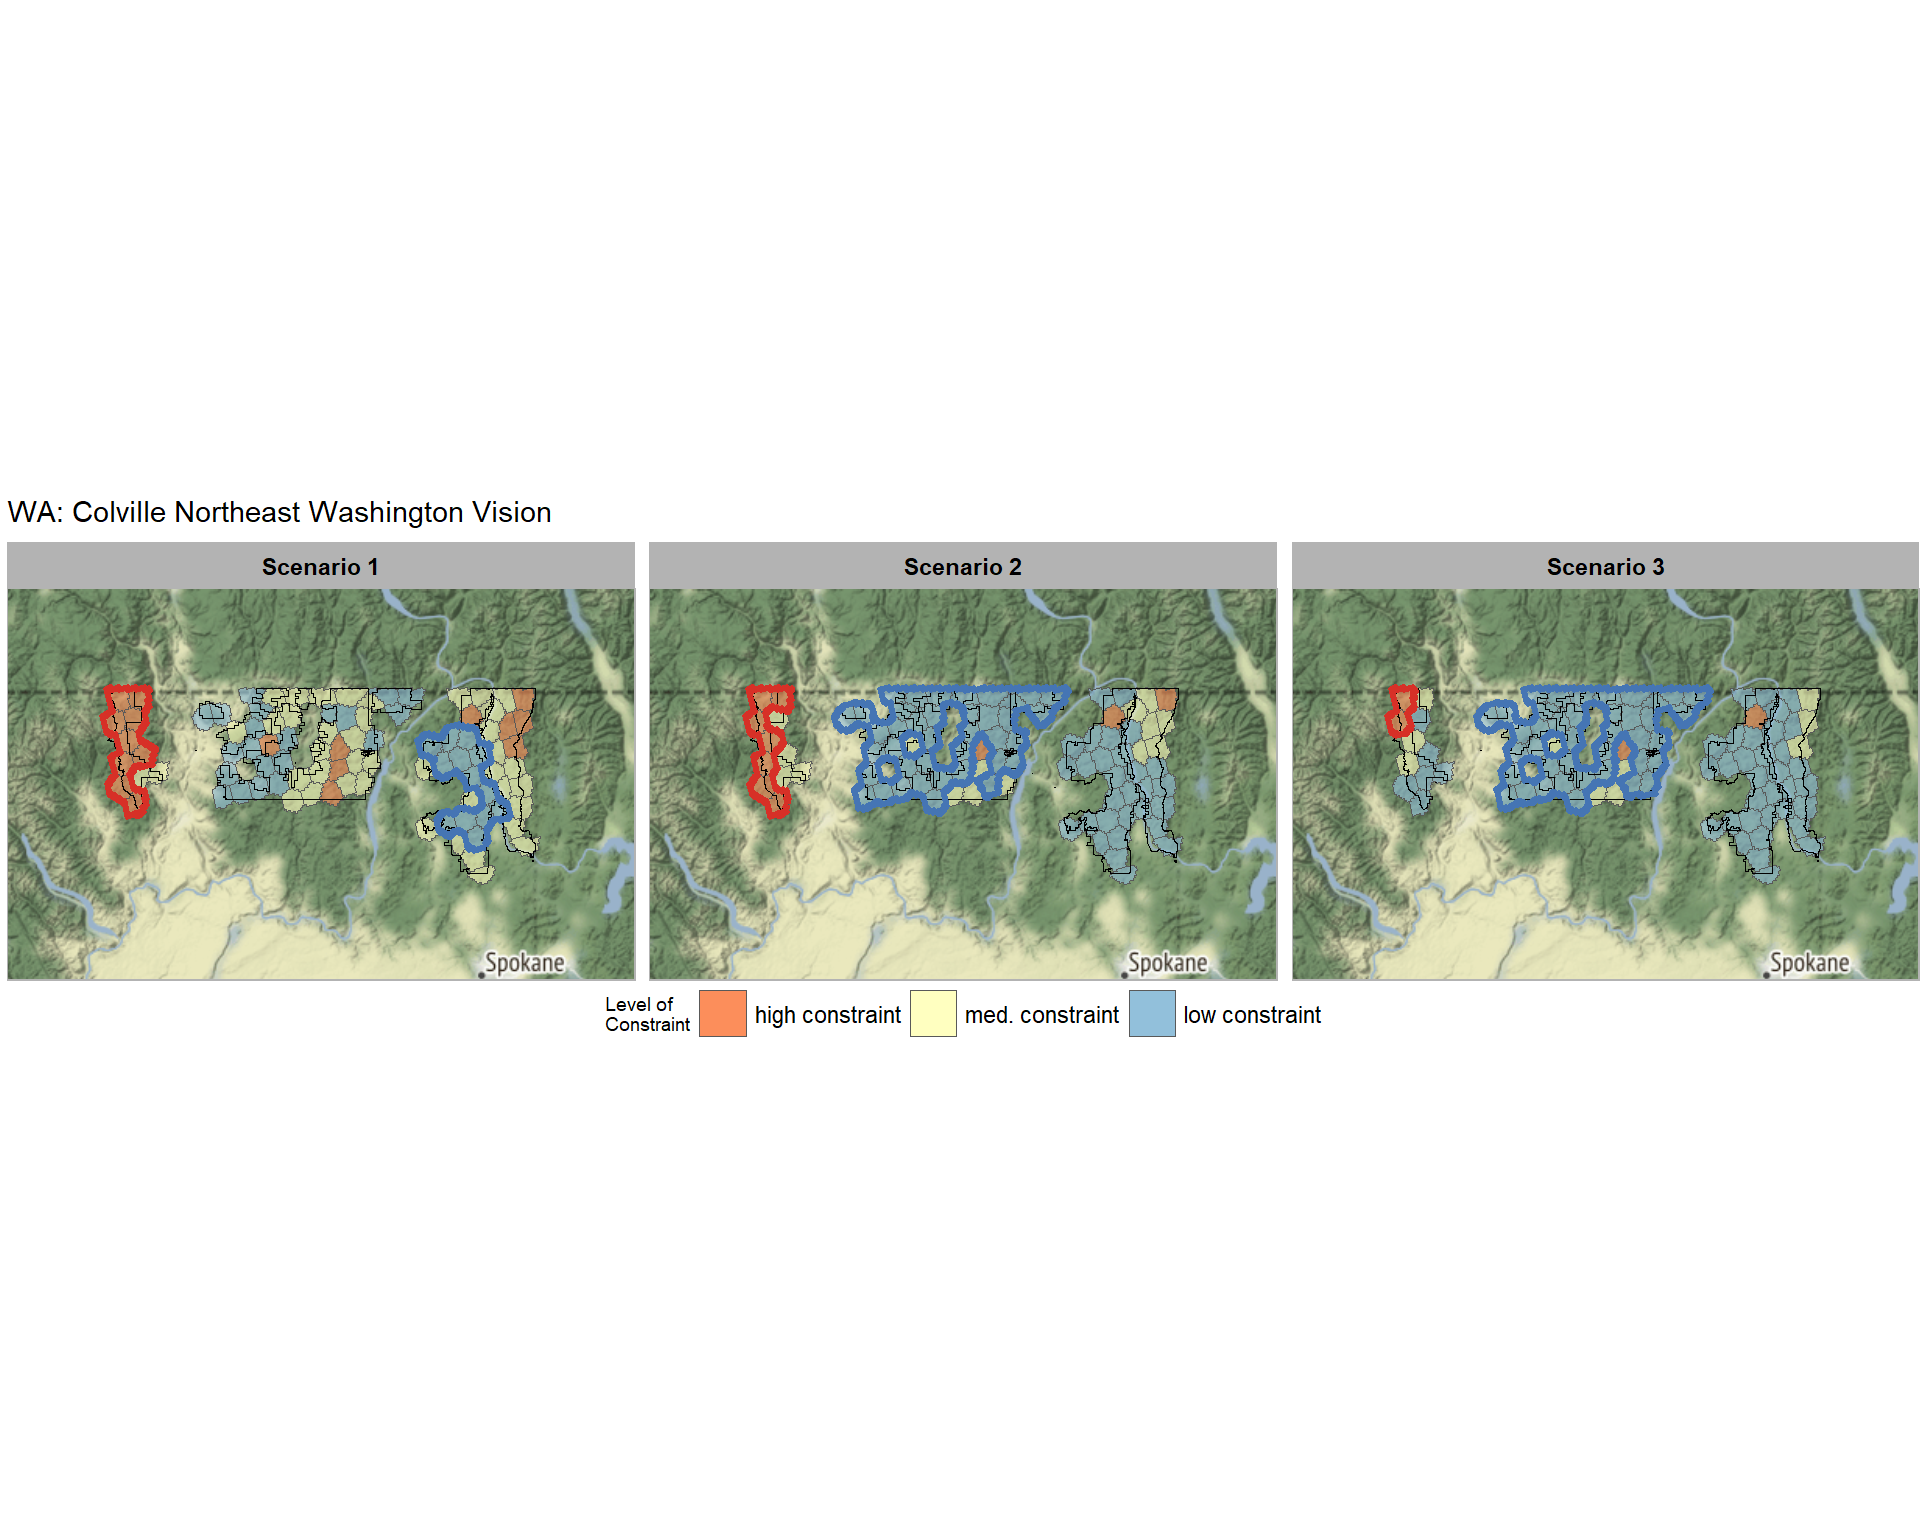 WA: Colville Northeast Washington Vision
Scenario 1
Scenario 2
Scenario 3
Spokane
Spokane
Spokane
Level of
Constraint
high constraint
med. constraint
low constraint